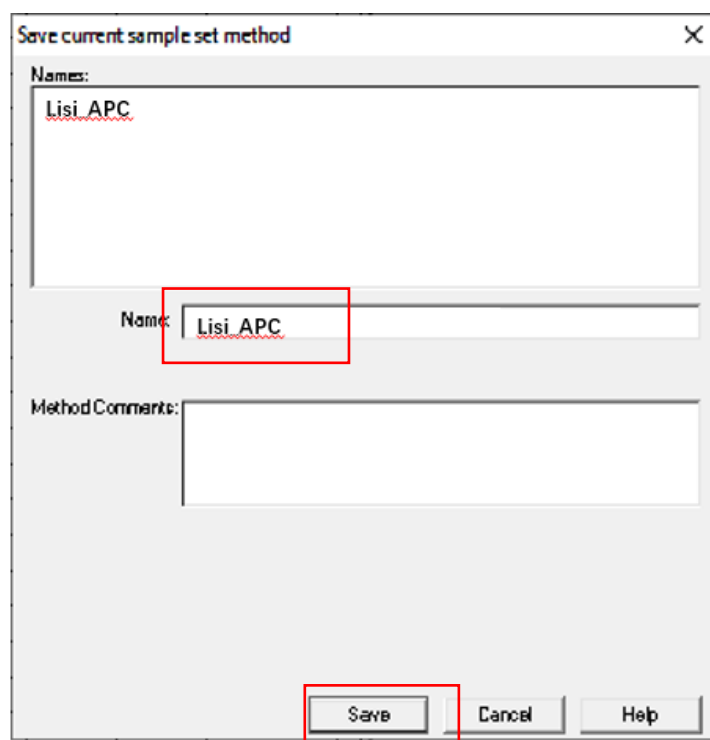 Save current sample set method
Names:
Lisi_APC
Name: Lisi_APC
Method Comments:
Save Cancel Help